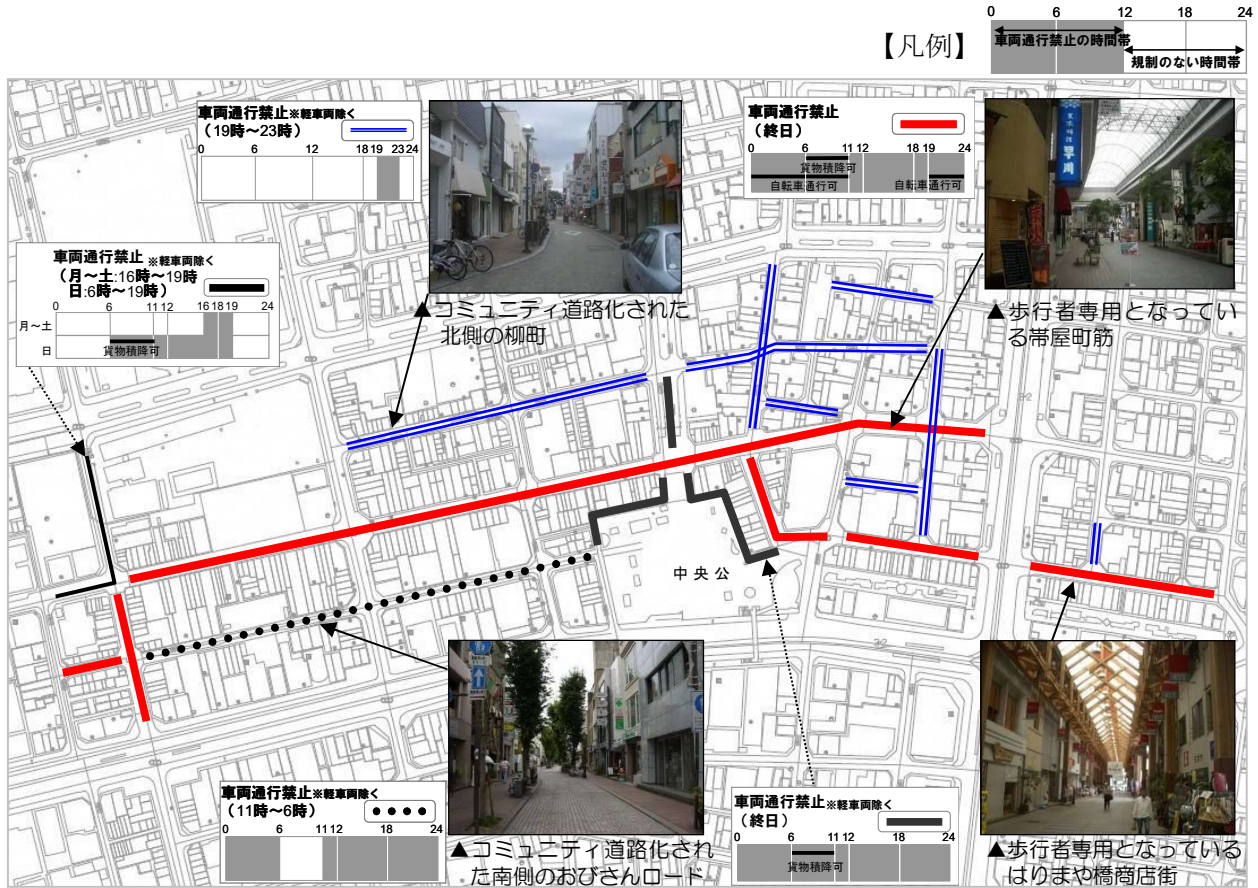 0 6 12 18 24
【凡例】
車両通行禁止の時間帯
規制のない時間帯
車両通行禁止※軽車両除く
(19時～23時)
0 6 12 18 19 23 24
車両通行禁止
(終日)
0 6 11 12 18 19 24
貨物積降可
自転車通行可 自転車通行可
車両通行禁止 ※軽車両除く
(月～土:16時～19時
日:6時～19時)
0 6 11 12 16 18 19 24
月～土
日
貨物積降可
▲コミュニティ道路化された
北側の柳町
▲歩行者専用となってい
る帯屋町筋
中央公
車両通行禁止※軽車両除く
(11時～6時)
0 6 11 12 18 24
▲コミュニティ道路化され
た南側のおびさんロード
車両通行禁止※軽車両除く
(終日)
0 6 11 12 18 24
貨物積降可
▲歩行者専用となっている
はりまや橋商店街